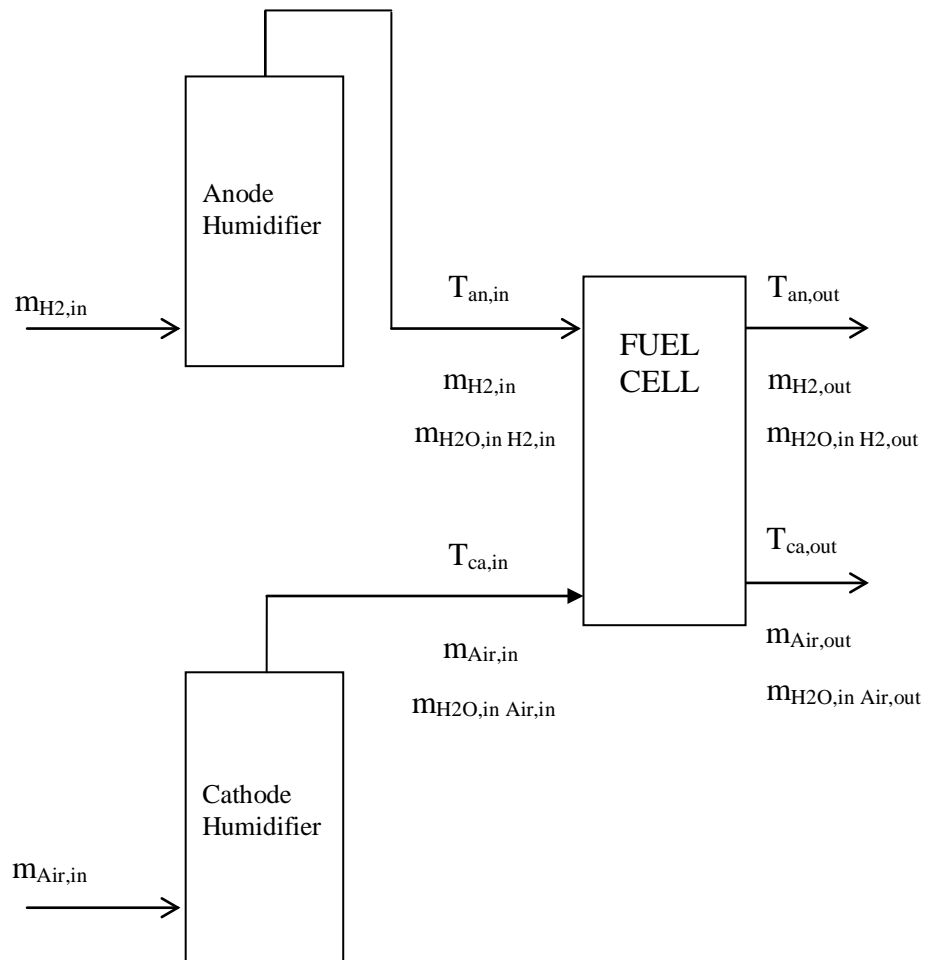 Anode
Humidifier
m_H2,in
T_an,in
m_H2,in
m_H2O,in H2,in
FUEL
CELL
T_an,out
m_H2,out
m_H2O,in H2,out
T_ca,in
m_Air,in
m_H2O,in Air,in
T_ca,out
m_Air,out
m_H2O,in Air,out
Cathode
Humidifier
m_Air,in